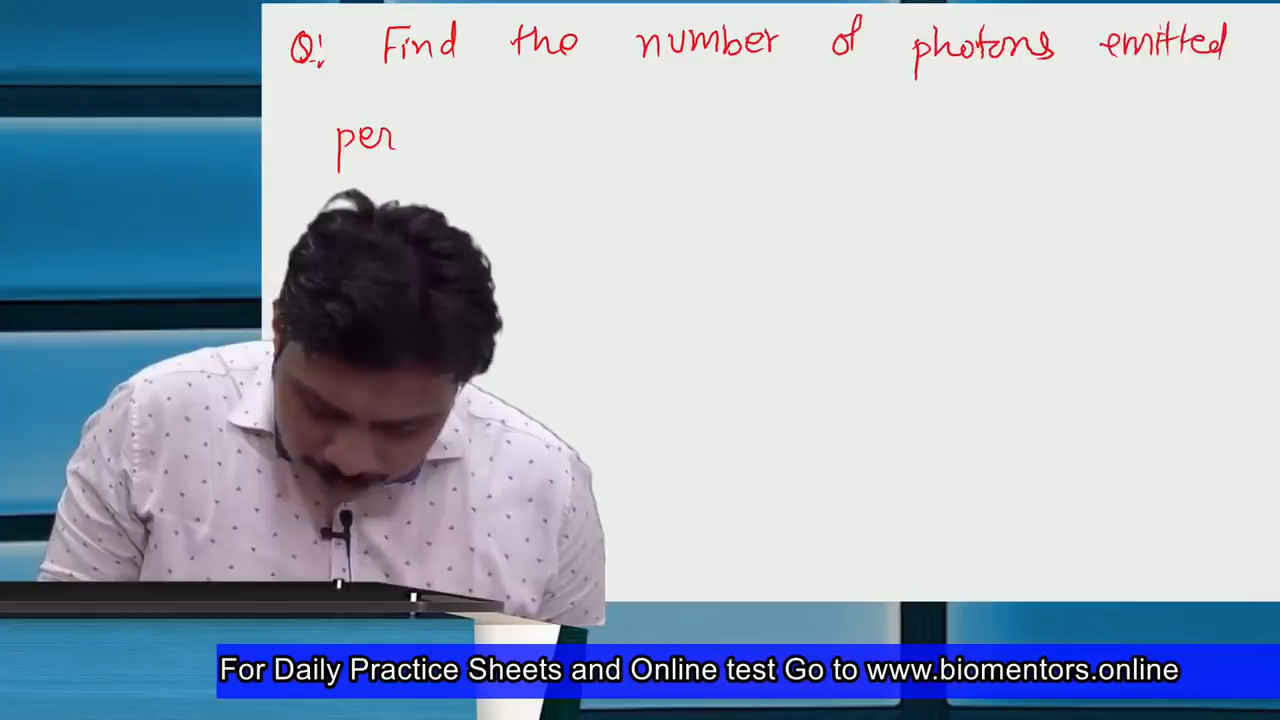 Q: Find the number of photons emitted
per
For Daily Practice Sheets and Online test Go to www.biomentors.online